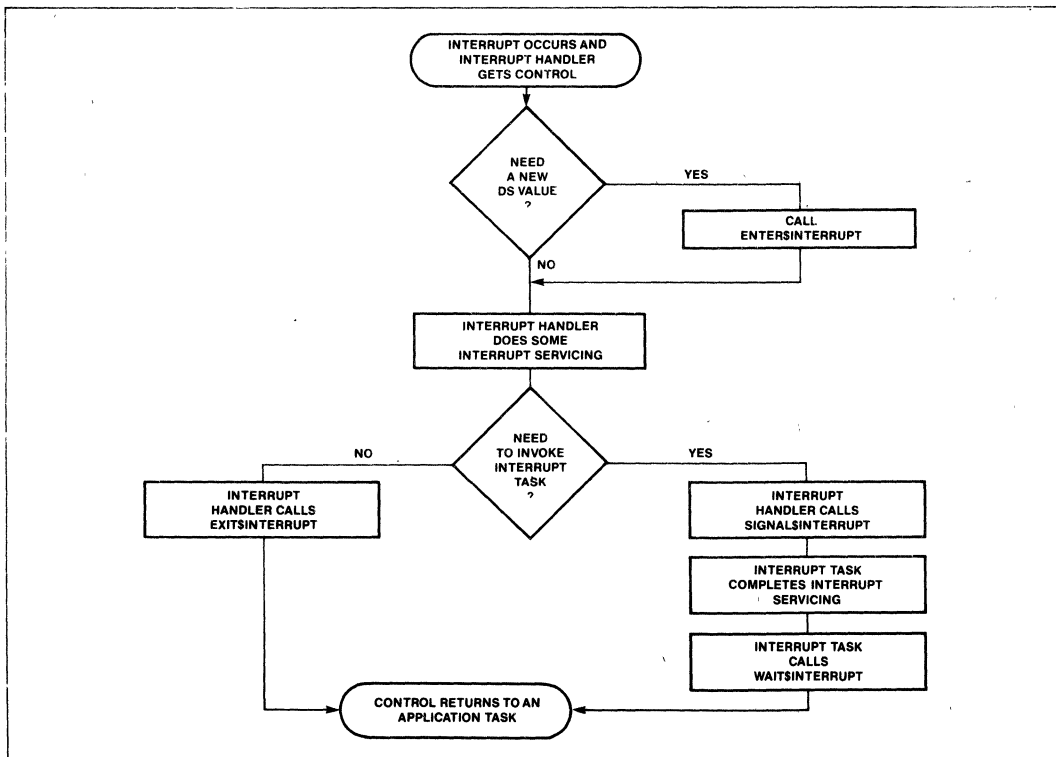 INTERRUPT OCCURS AND
INTERRUPT HANDLER
GETS CONTROL
NEED
A NEW
DS VALUE
?
YES
CALL
ENTER$INTERRUPT
NO
INTERRUPT HANDLER
DOES SOME
INTERRUPT SERVICING
NEED
TO INVOKE
INTERRUPT
TASK
?
NO
YES
INTERRUPT
HANDLER CALLS
EXIT$INTERRUPT
INTERRUPT
HANDLER CALLS
SIGNAL$INTERRUPT
INTERRUPT TASK
COMPLETES INTERRUPT
SERVICING
INTERRUPT TASK
CALLS
WAIT$INTERRUPT
CONTROL RETURNS TO AN
APPLICATION TASK